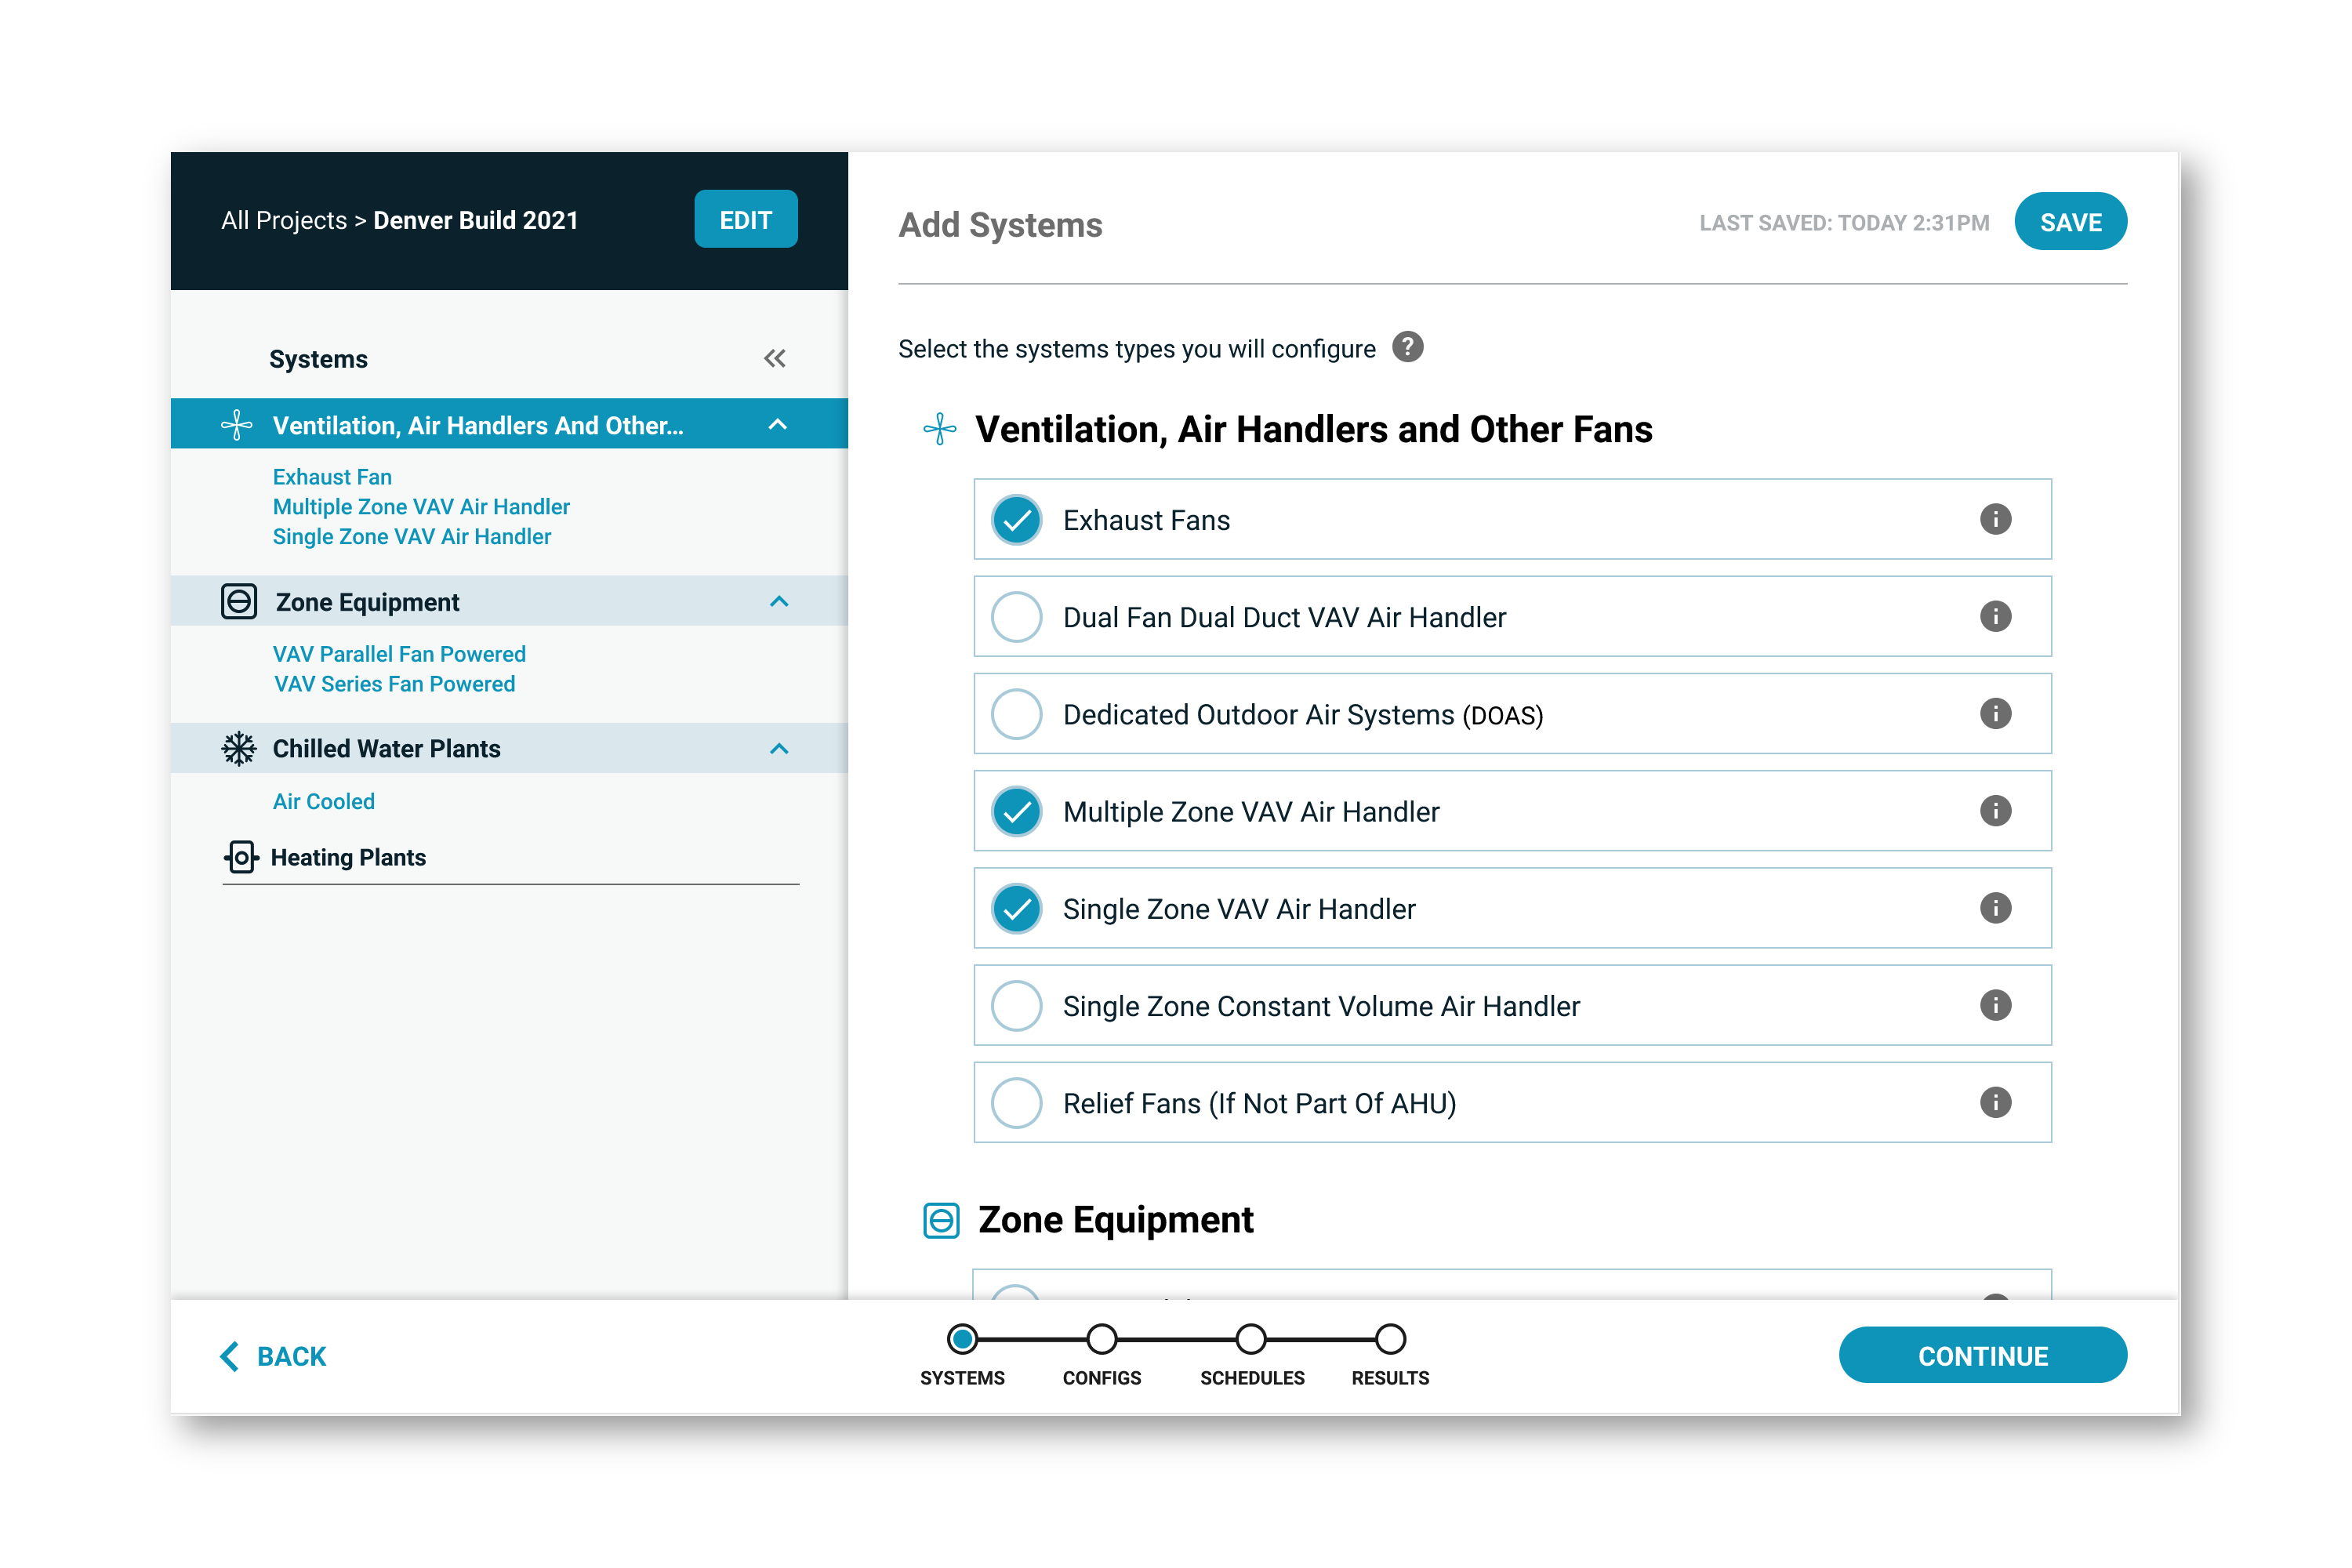 All Projects > Denver Build 2021
EDIT
Systems
Ventilation, Air Handlers And Other...
Exhaust Fan
Multiple Zone VAV Air Handler
Single Zone VAV Air Handler
Zone Equipment
VAV Parallel Fan Powered
VAV Series Fan Powered
Chilled Water Plants
Air Cooled
Heating Plants
Add Systems
LAST SAVED: TODAY 2:31PM
SAVE
Select the systems types you will configure ?
Ventilation, Air Handlers and Other Fans
Exhaust Fans
Dual Fan Dual Duct VAV Air Handler
Dedicated Outdoor Air Systems (DOAS)
Multiple Zone VAV Air Handler
Single Zone VAV Air Handler
Single Zone Constant Volume Air Handler
Relief Fans (If Not Part Of AHU)
Zone Equipment
BACK
SYSTEMS
CONFIGS
SCHEDULES
RESULTS
CONTINUE